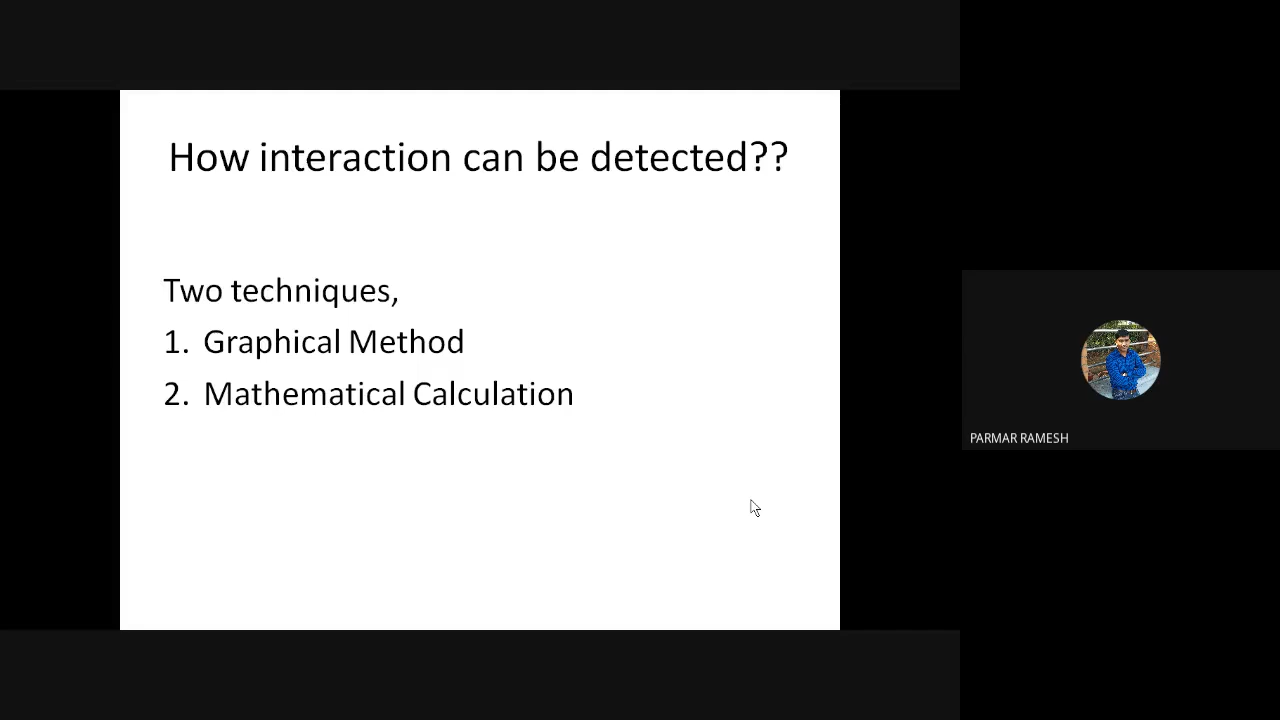 How interaction can be detected??
Two techniques,
1. Graphical Method
2. Mathematical Calculation
PARMAR RAMESH